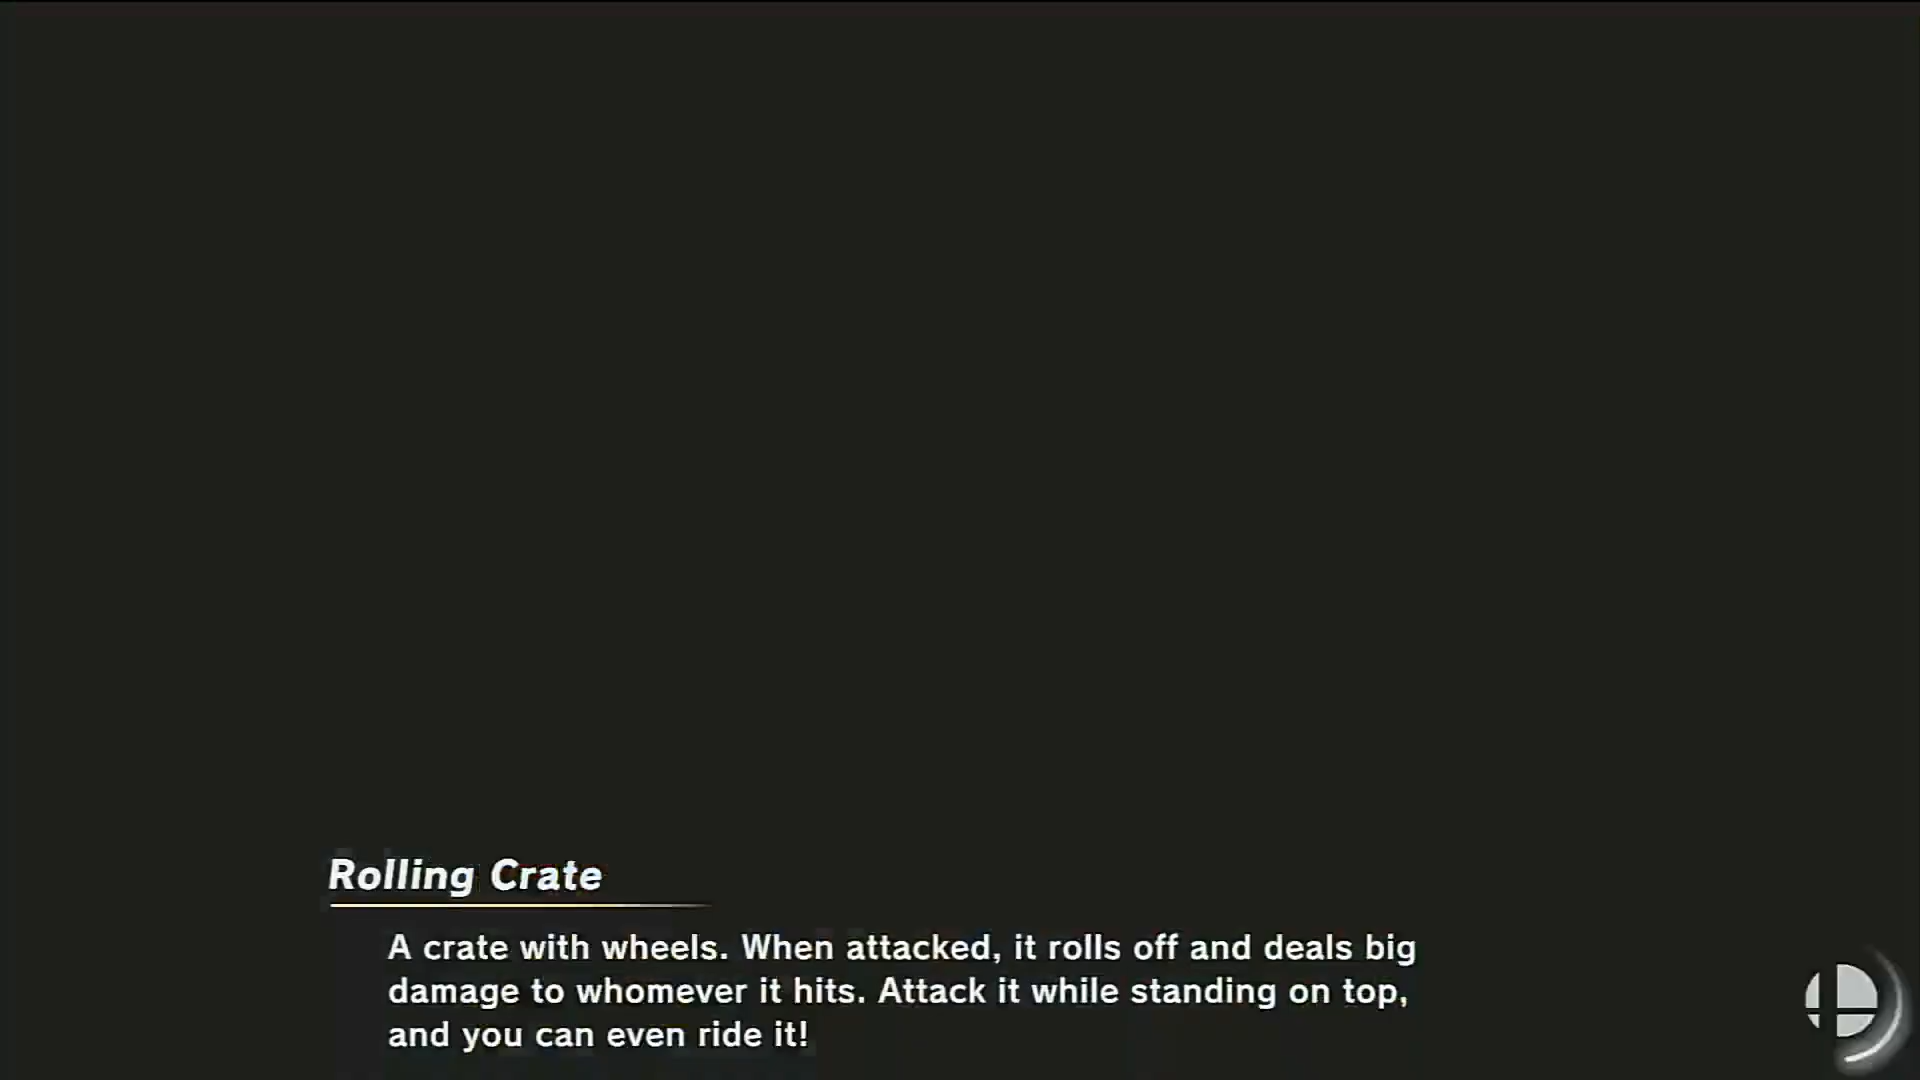 Rolling Crate
A crate with wheels. When attacked, it rolls off and deals big
damage to whomever it hits. Attack it while standing on top,
and you can even ride it!